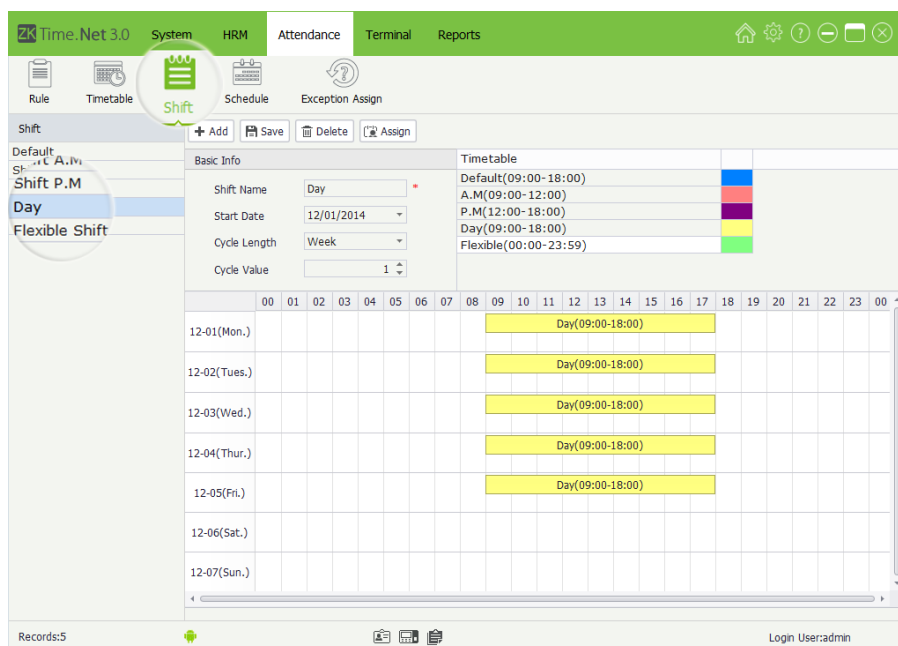 ZK Time.Net 3.0 System HRM Attendance Terminal Reports
Rule Timetable Shift Schedule Exception Assign
Shift
Add Save Delete Assign
Default
Shift A.M
Shift P.M
Day
Flexible Shift
Basic Info
Shift Name Day *
Start Date 12/01/2014
Cycle Length Week
Cycle Value 1
Timetable
Default(09:00-18:00)
A.M(09:00-12:00)
P.M(12:00-18:00)
Day(09:00-18:00)
Flexible(00:00-23:59)
00 01 02 03 04 05 06 07 08 09 10 11 12 13 14 15 16 17 18 19 20 21 22 23 00
12-01(Mon.) Day(09:00-18:00)
12-02(Tues.) Day(09:00-18:00)
12-03(Wed.) Day(09:00-18:00)
12-04(Thur.) Day(09:00-18:00)
12-05(Fri.) Day(09:00-18:00)
12-06(Sat.)
12-07(Sun.)
Records:5 Login User:admin